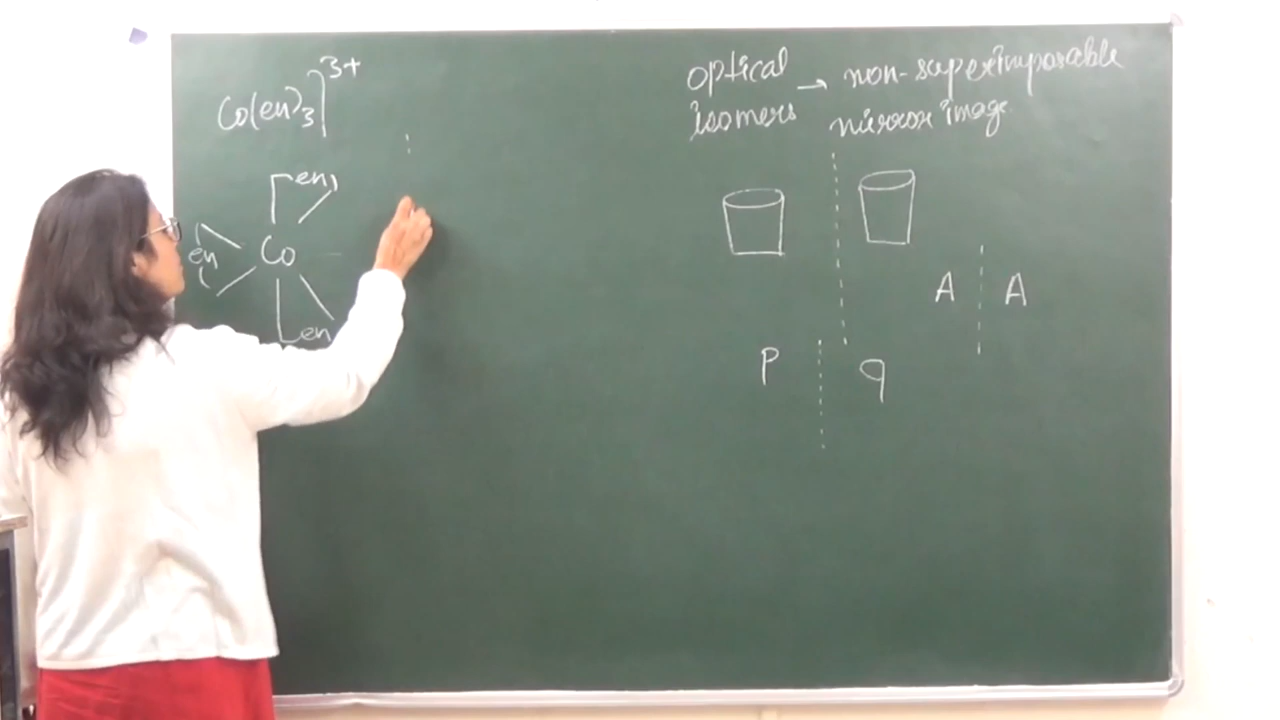 Co(en)3]3+
en
en
Co
en
optical → non-superimposable
isomers mirror image
A A
P q